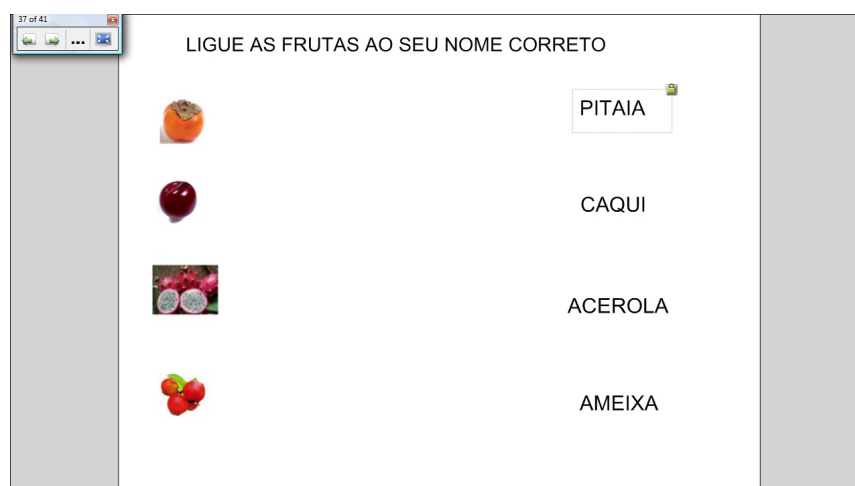 37 of 41
LIGUE AS FRUTAS AO SEU NOME CORRETO
PITAIA
CAQUI
ACEROLA
AMEIXA